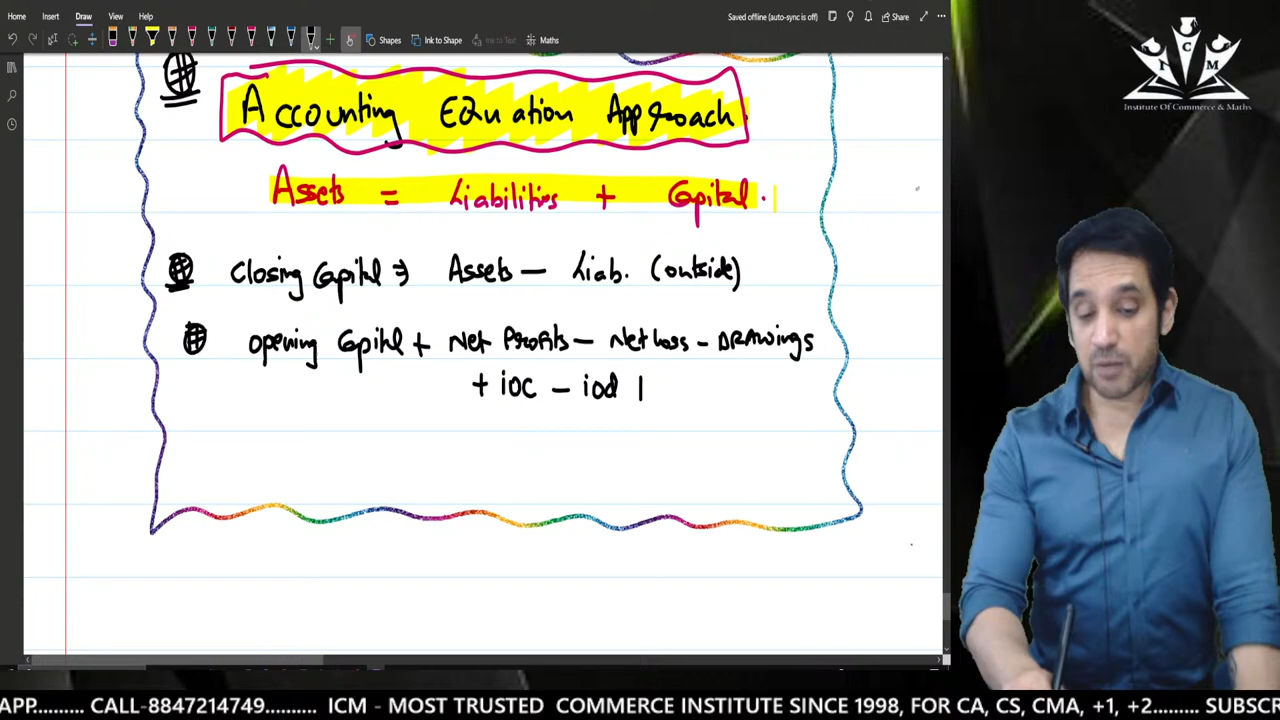 Home Insert Draw View Help Saved offline (auto-sync is off) Share
Shapes Ink to Shape Ink to Text Maths
Accounting EQuation Approach.
Assets = Liabilities + Capital.
Closing Capital ⇒ Assets — Liab. (outside)
opening Capital + Net Profits — Net Loss — DRAWings
+ ioc — iod
I C M
Institute Of Commerce & Maths
APP.......... CALL-8847214749.......... ICM - MOST TRUSTED COMMERCE INSTITUTE SINCE 1998, FOR CA, CS, CMA, +1, +2.......... SUBSCR